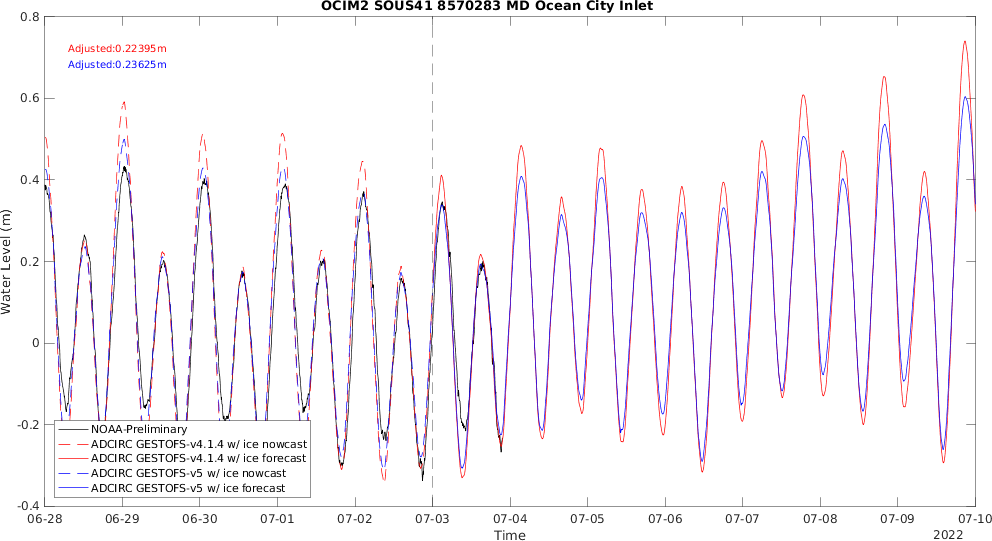 OCIM2 SOUS41 8570283 MD Ocean City Inlet
Adjusted:0.22395m
Adjusted:0.23625m
Water Level (m)
0.8
0.6
0.4
0.2
0
-0.2
-0.4
NOAA-Preliminary
ADCIRC GESTOFS-v4.1.4 w/ ice nowcast
ADCIRC GESTOFS-v4.1.4 w/ ice forecast
ADCIRC GESTOFS-v5 w/ ice nowcast
ADCIRC GESTOFS-v5 w/ ice forecast
06-28 06-29 06-30 07-01 07-02 07-03 07-04 07-05 07-06 07-07 07-08 07-09 07-10
Time
2022